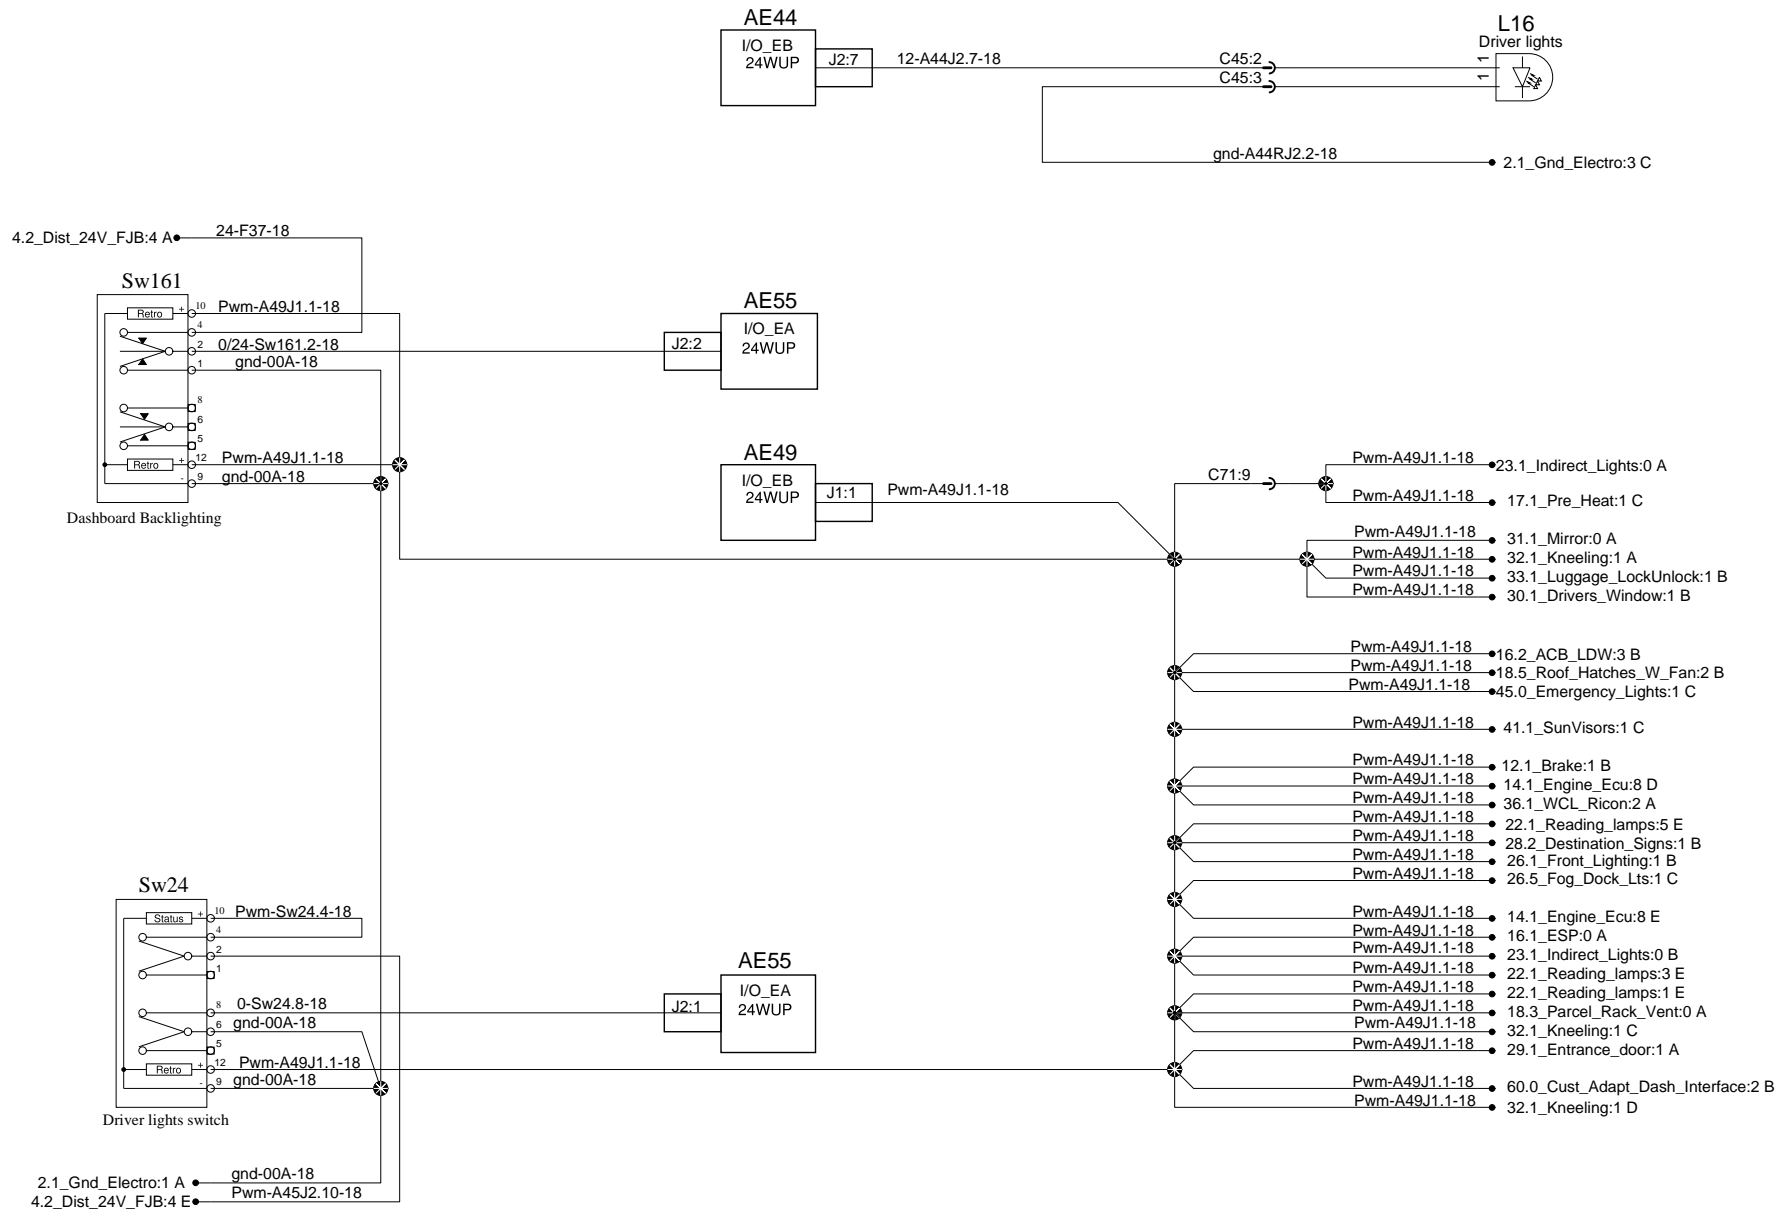 AE44
I/O_EB
24WUP
J2:7
12-A44J2.7-18
C45:2
C45:3
1
1
L16
Driver lights
gnd-A44RJ2.2-18
2.1_Gnd_Electro:3 C
4.2_Dist_24V_FJB:4 A
24-F37-18
Sw161
Retro
+
10
Pwm-A49J1.1-18
4
2
0/24-Sw161.2-18
1
gnd-00A-18
8
6
5
Retro
+
12
Pwm-A49J1.1-18
-
9
gnd-00A-18
Dashboard Backlighting
AE55
I/O_EA
24WUP
J2:2
AE49
I/O_EB
24WUP
J1:1
Pwm-A49J1.1-18
C71:9
Pwm-A49J1.1-18
23.1_Indirect_Lights:0 A
Pwm-A49J1.1-18
17.1_Pre_Heat:1 C
Pwm-A49J1.1-18
31.1_Mirror:0 A
Pwm-A49J1.1-18
32.1_Kneeling:1 A
Pwm-A49J1.1-18
33.1_Luggage_LockUnlock:1 B
Pwm-A49J1.1-18
30.1_Drivers_Window:1 B
Pwm-A49J1.1-18
16.2_ACB_LDW:3 B
Pwm-A49J1.1-18
18.5_Roof_Hatches_W_Fan:2 B
Pwm-A49J1.1-18
45.0_Emergency_Lights:1 C
Pwm-A49J1.1-18
41.1_SunVisors:1 C
Pwm-A49J1.1-18
12.1_Brake:1 B
Pwm-A49J1.1-18
14.1_Engine_Ecu:8 D
Pwm-A49J1.1-18
36.1_WCL_Ricon:2 A
Pwm-A49J1.1-18
22.1_Reading_lamps:5 E
Pwm-A49J1.1-18
28.2_Destination_Signs:1 B
Pwm-A49J1.1-18
26.1_Front_Lighting:1 B
Pwm-A49J1.1-18
26.5_Fog_Dock_Lts:1 C
Pwm-A49J1.1-18
14.1_Engine_Ecu:8 E
Pwm-A49J1.1-18
16.1_ESP:0 A
Pwm-A49J1.1-18
23.1_Indirect_Lights:0 B
Pwm-A49J1.1-18
22.1_Reading_lamps:3 E
Pwm-A49J1.1-18
22.1_Reading_lamps:1 E
Pwm-A49J1.1-18
18.3_Parcel_Rack_Vent:0 A
Pwm-A49J1.1-18
32.1_Kneeling:1 C
Pwm-A49J1.1-18
29.1_Entrance_door:1 A
Pwm-A49J1.1-18
60.0_Cust_Adapt_Dash_Interface:2 B
Pwm-A49J1.1-18
32.1_Kneeling:1 D
Sw24
Status
+
10
Pwm-Sw24.4-18
4
2
1
8
0-Sw24.8-18
6
gnd-00A-18
5
Retro
+
12
Pwm-A49J1.1-18
-
9
gnd-00A-18
Driver lights switch
AE55
I/O_EA
24WUP
J2:1
2.1_Gnd_Electro:1 A
gnd-00A-18
4.2_Dist_24V_FJB:4 E
Pwm-A45J2.10-18